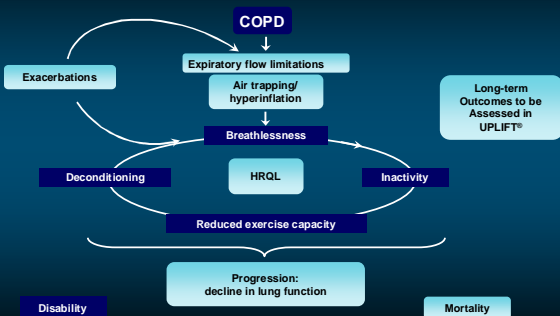 COPD
Expiratory flow limitations
Exacerbations
Air trapping/
hyperinflation
Long-term
Outcomes to be
Assessed in
UPLIFT®
Breathlessness
Deconditioning
HRQL
Inactivity
Reduced exercise capacity
Progression:
decline in lung function
Disability
Mortality